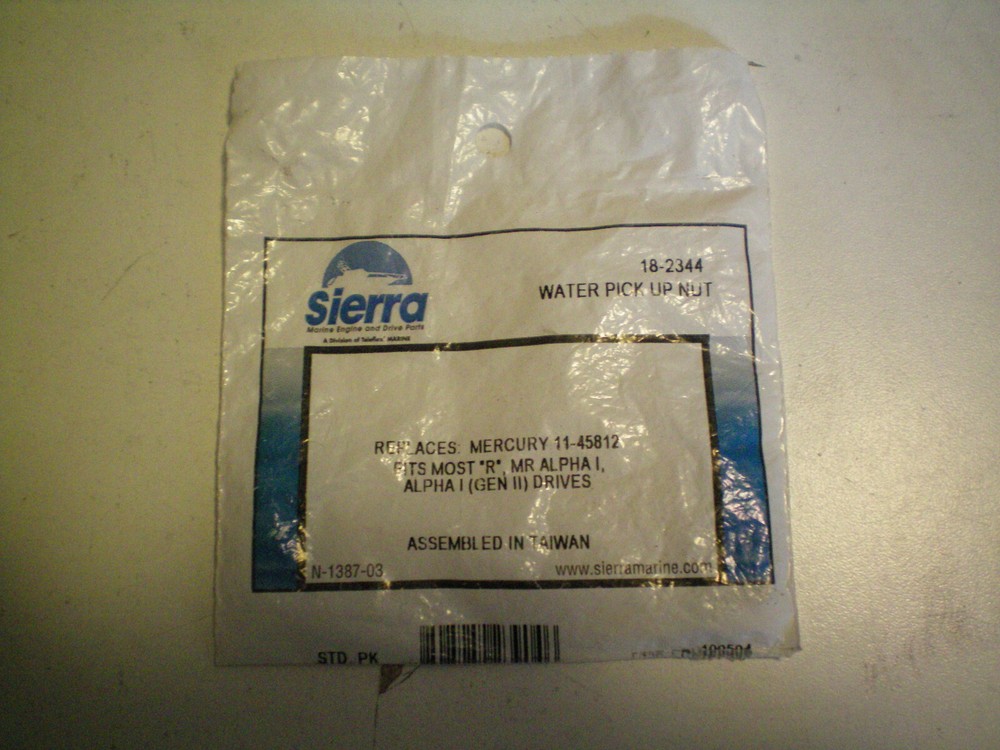 Sierra
Marine Engine and Drive Parts
A Division of Teleflex MARINE
18-2344
WATER PICK UP NUT
REPLACES: MERCURY 11-45812
FITS MOST "R", MR ALPHA I,
ALPHA I (GEN II) DRIVES
ASSEMBLED IN TAIWAN
N-1387-03
www.sierramarine.com
STD. PK